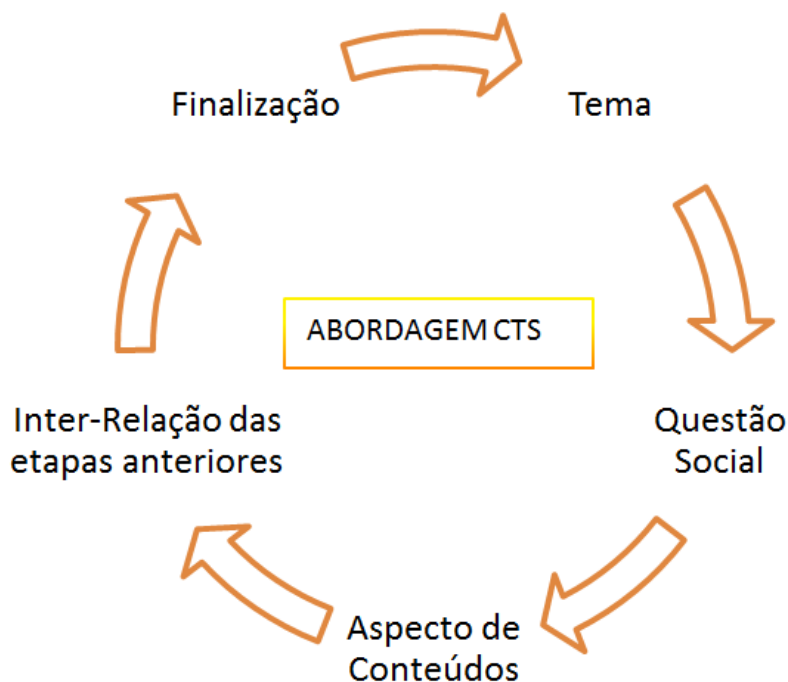 Finalização
Tema
ABORDAGEM CTS
Inter-Relação das
etapas anteriores
Questão
Social
Aspecto de
Conteúdos